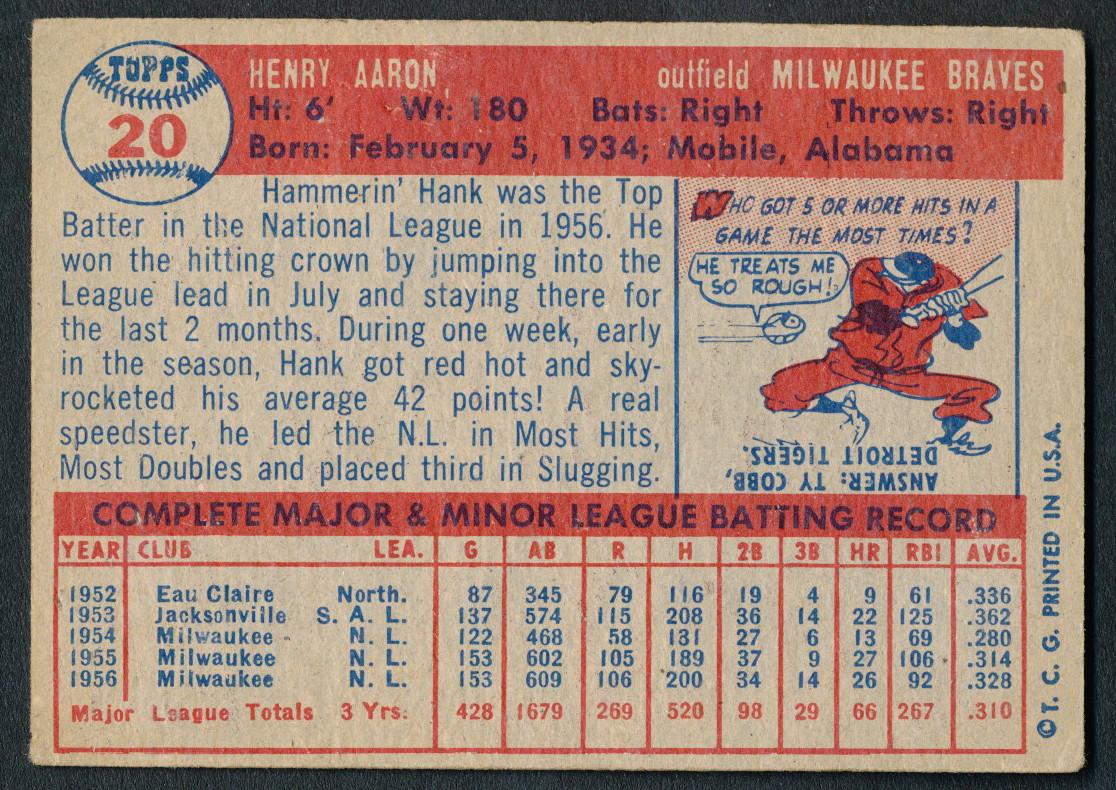 TOPPS
20
HENRY AARON outfield MILWAUKEE BRAVES
Ht: 6' Wt: 180 Bats: Right Throws: Right
Born: February 5, 1934; Mobile, Alabama
Hammerin' Hank was the Top
Batter in the National League in 1956. He
won the hitting crown by jumping into the
League lead in July and staying there for
the last 2 months. During one week, early
in the season, Hank got red hot and sky-
rocketed his average 42 points! A real
speedster, he led the N.L. in Most Hits,
Most Doubles and placed third in Slugging.
WHO GOT 5 OR MORE HITS IN A
GAME THE MOST TIMES?
HE TREATS ME
SO ROUGH!
ANSWER: TY COBB,
DETROIT TIGERS.
COMPLETE MAJOR & MINOR LEAGUE BATTING RECORD
YEAR CLUB LEA. G AB R H 2B 3B HR RBI AVG.
1952 Eau Claire North. 87 345 79 116 19 4 9 61 .336
1953 Jacksonville S. A. L. 137 574 115 208 36 14 22 125 .362
1954 Milwaukee N. L. 122 468 58 131 27 6 13 69 .280
1955 Milwaukee N. L. 153 602 105 189 37 9 27 106 .314
1956 Milwaukee N. L. 153 609 106 200 34 14 26 92 .328
Major League Totals 3 Yrs. 428 1679 269 520 98 29 66 267 .310
© T. C. G. PRINTED IN U.S.A.